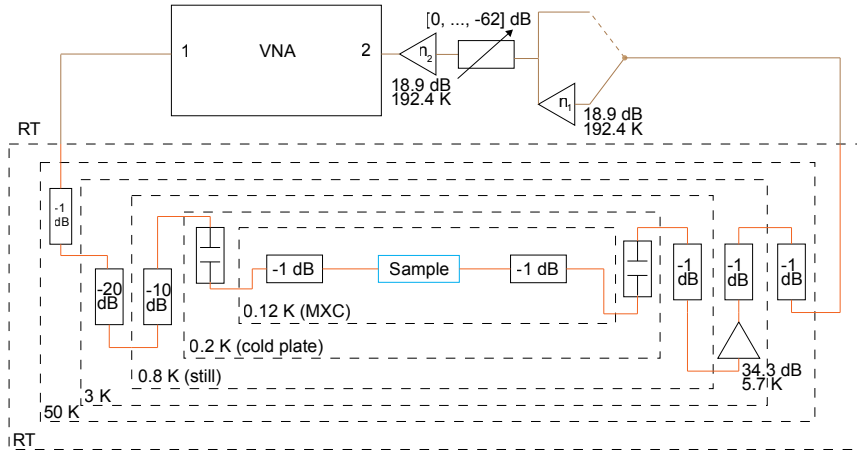 [0, ..., -62] dB
1
VNA
2
n2
18.9 dB
192.4 K
n1
18.9 dB
192.4 K
RT
-1
dB
-20
dB
-10
dB
-1 dB
Sample
-1 dB
-1
dB
-1
dB
-1
dB
0.12 K (MXC)
0.2 K (cold plate)
0.8 K (still)
34.3 dB
5.7 K
3 K
50 K
RT